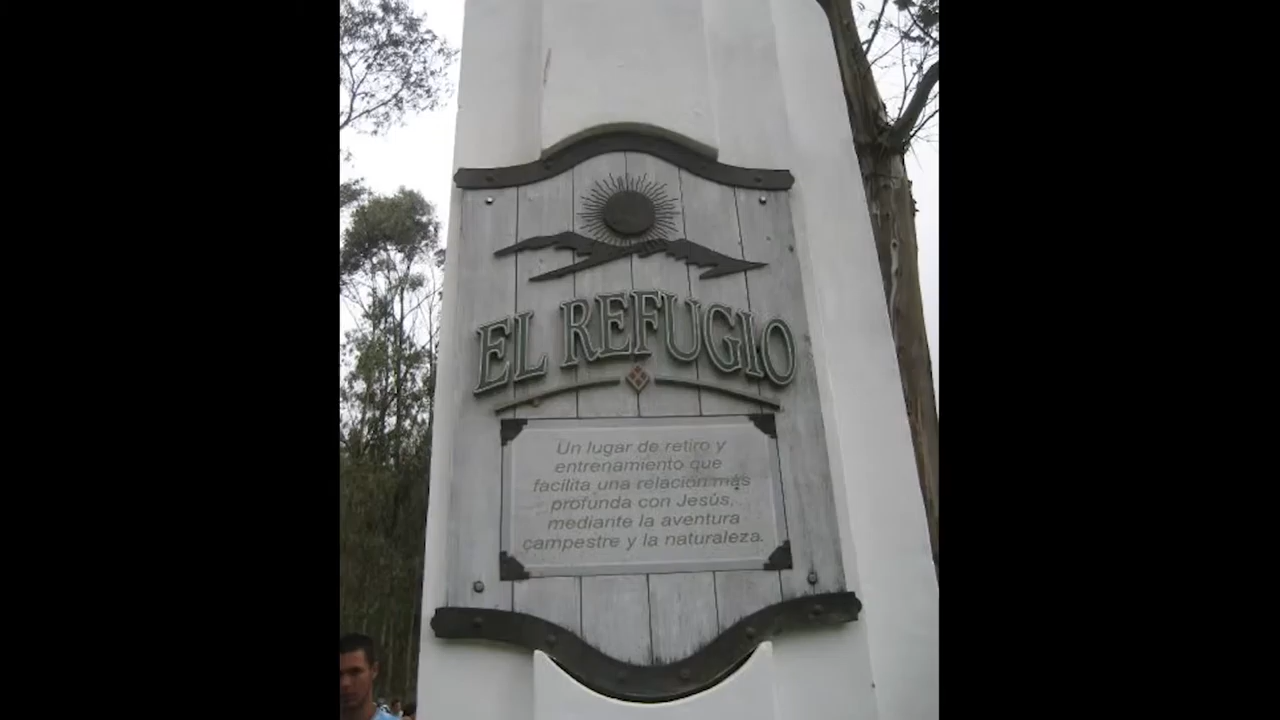 EL REFUGIO
Un lugar de retiro y
entrenamiento que
facilita una relación más
profunda con Jesús,
mediante la aventura
campestre y la naturaleza.